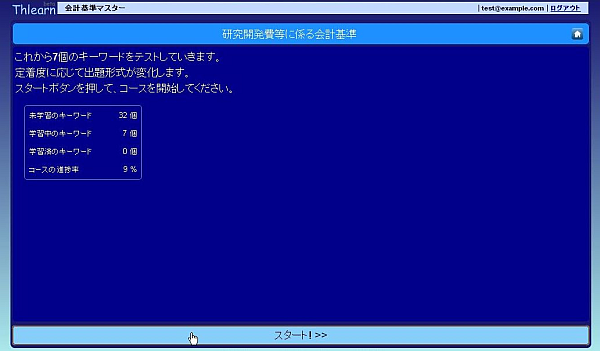 Thlearn beta 会計基準マスター | test@example.com | ログアウト
研究開発費等に係る会計基準
これから7個のキーワードをテストしていきます。
定着度に応じて出題形式が変化します。
スタートボタンを押して、コースを開始してください。
未学習のキーワード 32 個
学習中のキーワード 7 個
学習済のキーワード 0 個
コースの進捗率 9 %
スタート! >>